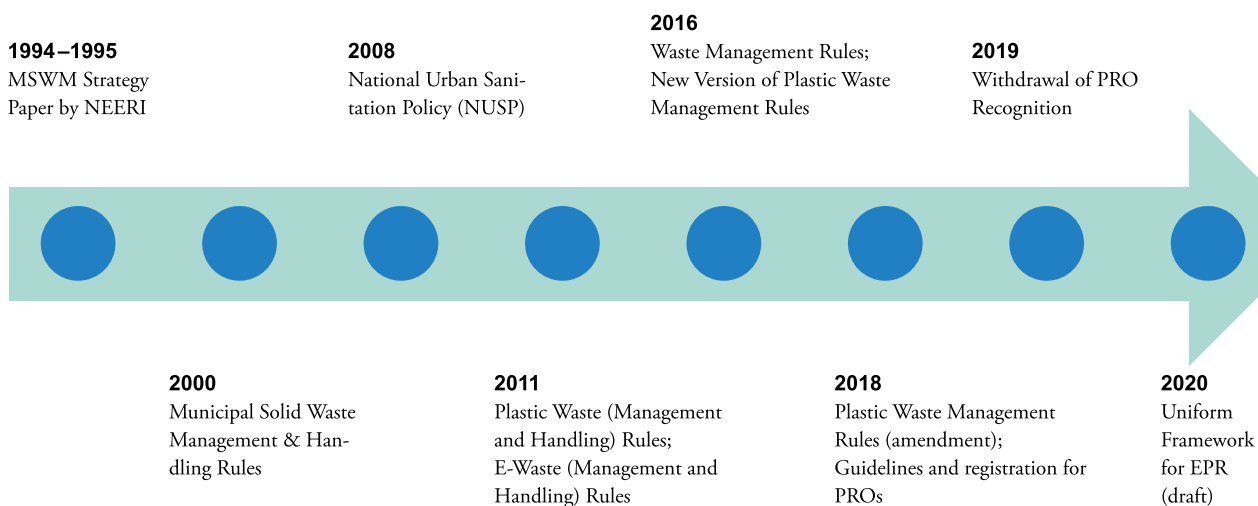 1994–1995
MSWM Strategy
Paper by NEERI
2000
Municipal Solid Waste
Management & Han-
dling Rules
2008
National Urban Sani-
tation Policy (NUSP)
2011
Plastic Waste (Management
and Handling) Rules;
E-Waste (Management and
Handling) Rules
2016
Waste Management Rules;
New Version of Plastic Waste
Management Rules
2018
Plastic Waste Management
Rules (amendment);
Guidelines and registration for
PROs
2019
Withdrawal of PRO
Recognition
2020
Uniform
Framework
for EPR
(draft)